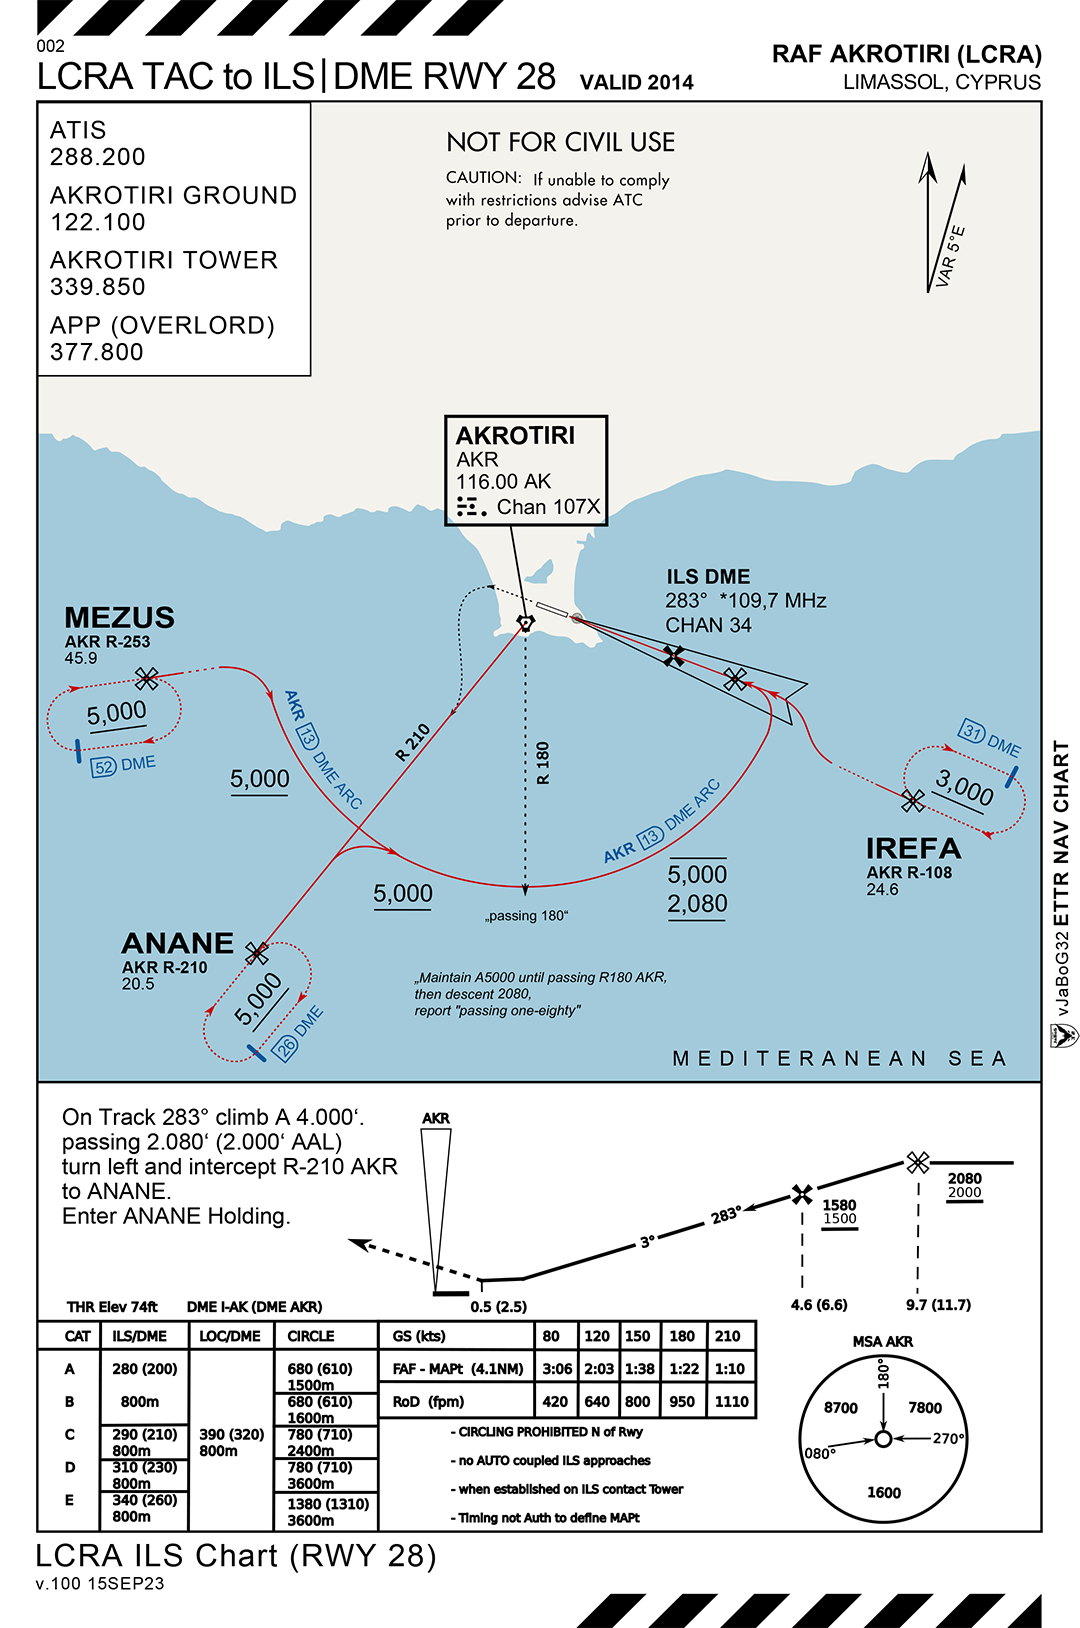 002
LCRA TAC to ILS|DME RWY 28 VALID 2014
RAF AKROTIRI (LCRA)
LIMASSOL, CYPRUS
ATIS
288.200
AKROTIRI GROUND
122.100
AKROTIRI TOWER
339.850
APP (OVERLORD)
377.800
NOT FOR CIVIL USE
CAUTION: If unable to comply
with restrictions advise ATC
prior to departure.
VAR 5°E
AKROTIRI
AKR
116.00 AK
Chan 107X
ILS DME
283° *109,7 MHz
CHAN 34
MEZUS
AKR R-253
45.9
5,000
52 DME
AKR 13 DME ARC
5,000
R 210
R 180
31 DME
3,000
IREFA
AKR R-108
24.6
AKR 13 DME ARC
5,000
2,080
5,000
„passing 180“
ANANE
AKR R-210
20.5
5,000
26 DME
„Maintain A5000 until passing R180 AKR,
then descent 2080,
report "passing one-eighty"
MEDITERANEAN SEA
vJaBoG32 ETTR NAV CHART
On Track 283° climb A 4.000‘.
passing 2.080‘ (2.000‘ AAL)
turn left and intercept R-210 AKR
to ANANE.
Enter ANANE Holding.
AKR
3°
283°
1580
1500
2080
2000
0.5 (2.5)
4.6 (6.6)
9.7 (11.7)
THR Elev 74ft DME I-AK (DME AKR)
CAT ILS/DME LOC/DME CIRCLE
A 280 (200) 680 (610)
1500m
B 800m 680 (610)
1600m
C 290 (210) 390 (320) 780 (710)
800m 800m 2400m
D 310 (230) 780 (710)
800m 3600m
E 340 (260) 1380 (1310)
800m 3600m
GS (kts) 80 120 150 180 210
FAF - MAPt (4.1NM) 3:06 2:03 1:38 1:22 1:10
RoD (fpm) 420 640 800 950 1110
- CIRCLING PROHIBITED N of Rwy
- no AUTO coupled ILS approaches
- when established on ILS contact Tower
- Timing not Auth to define MAPt
MSA AKR
180°
8700 7800
080° 270°
1600
LCRA ILS Chart (RWY 28)
v.100 15SEP23